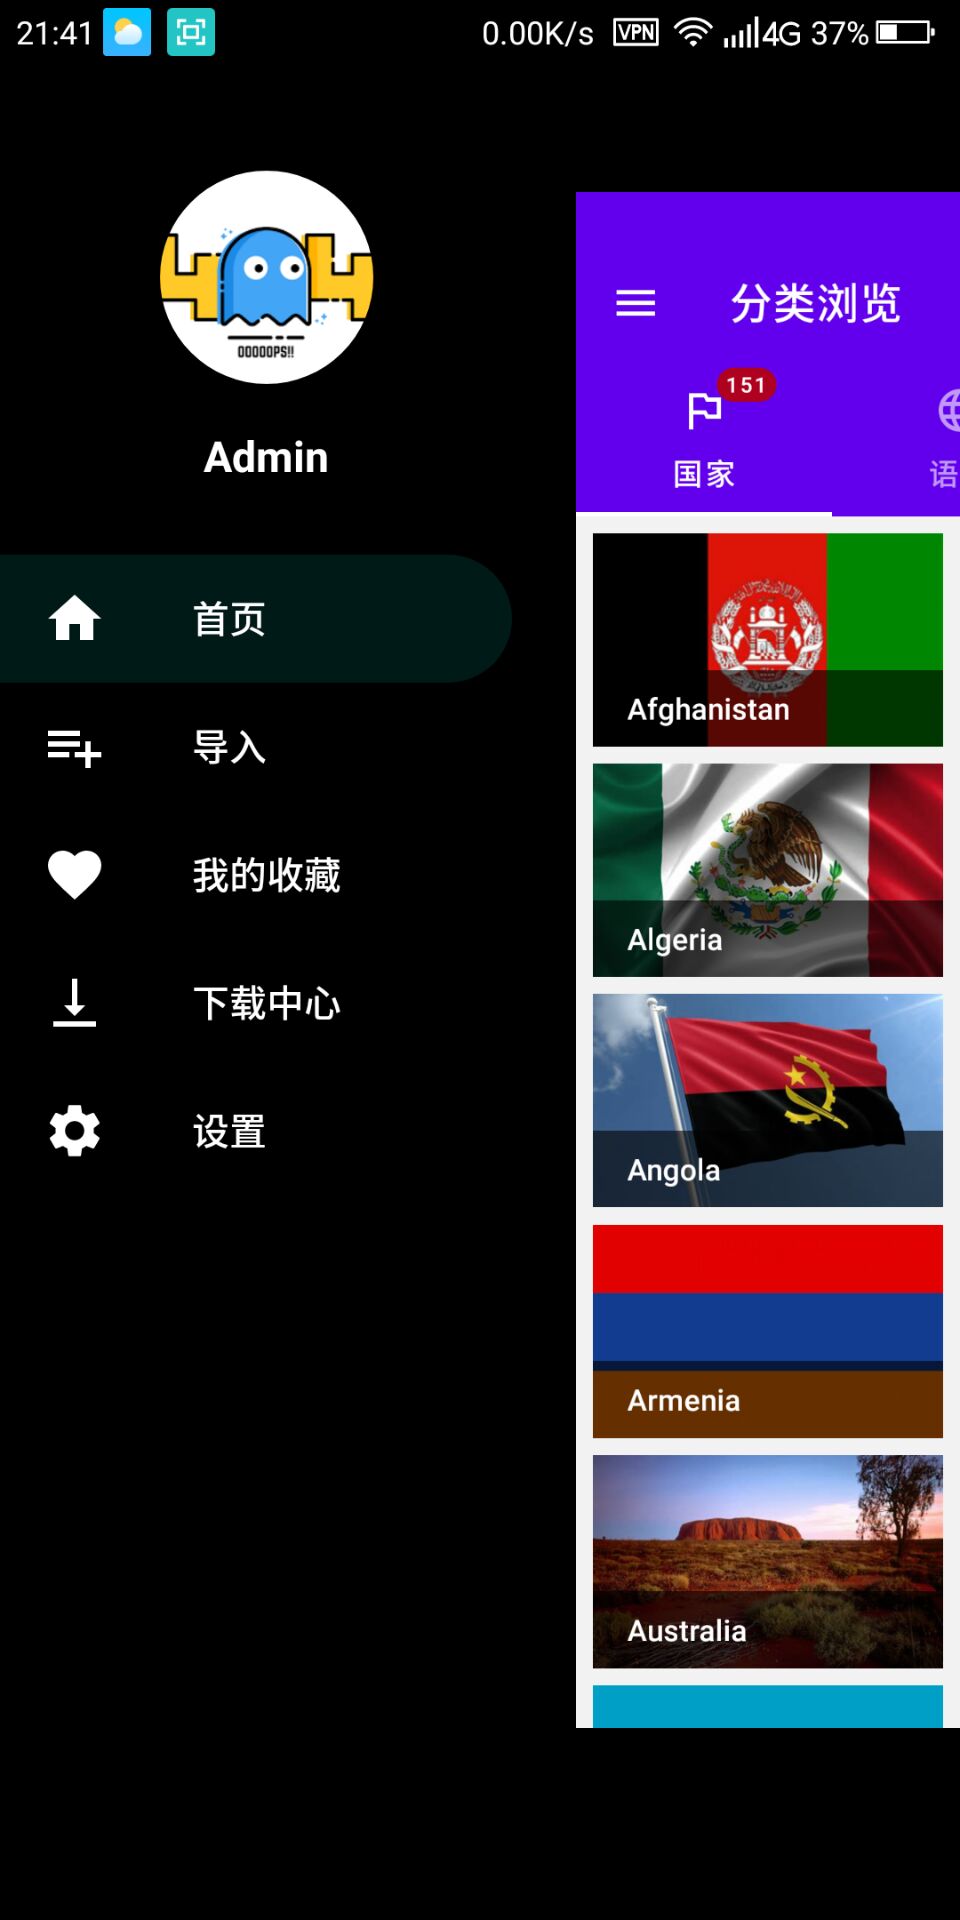 21:41
0.00K/s VPN 4G 37%
OOOOOPS!!
Admin
首页
导入
我的收藏
下载中心
设置
分类浏览
151
国家
语
Afghanistan
Algeria
Angola
Armenia
Australia